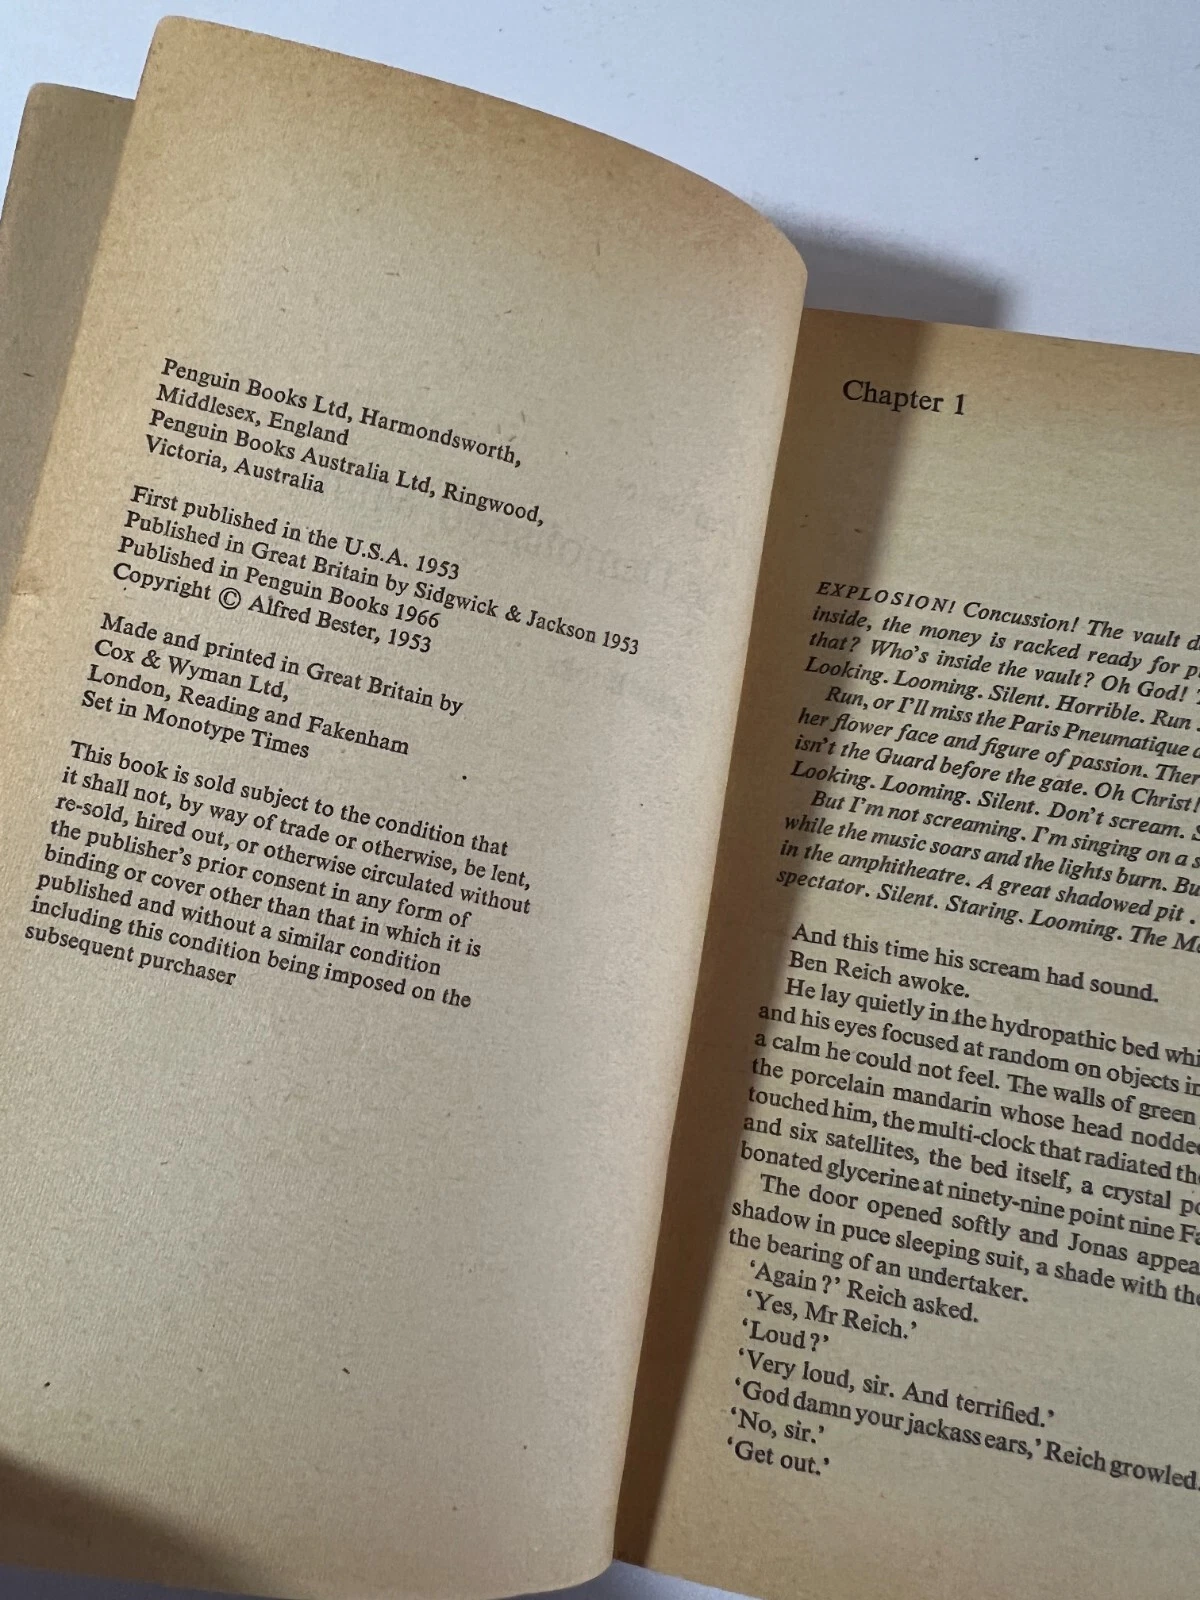 Penguin Books Ltd, Harmondsworth,
Middlesex, England
Penguin Books Australia Ltd, Ringwood,
Victoria, Australia
First published in the U.S.A. 1953
Published in Great Britain by Sidgwick & Jackson 1953
Published in Penguin Books 1966
Copyright © Alfred Bester, 1953
Made and printed in Great Britain by
Cox & Wyman Ltd,
London, Reading and Fakenham
Set in Monotype Times
This book is sold subject to the condition that
it shall not, by way of trade or otherwise, be lent,
re-sold, hired out, or otherwise circulated without
the publisher's prior consent in any form of
binding or cover other than that in which it is
published and without a similar condition
including this condition being imposed on the
subsequent purchaser
Chapter 1
EXPLOSION! Concussion! The vault d
inside, the money is racked ready for p
that? Who's inside the vault? Oh God! T
Looking. Looming. Silent. Horrible. Run .
Run, or I'll miss the Paris Pneumatique a
her flower face and figure of passion. Ther
isn't the Guard before the gate. Oh Christ!
Looking. Looming. Silent. Don't scream. S
But I'm not screaming. I'm singing on a s
while the music soars and the lights burn. Bu
in the amphitheatre. A great shadowed pit .
spectator. Silent. Staring. Looming. The Ma
And this time his scream had sound.
Ben Reich awoke.
He lay quietly in the hydropathic bed whi
and his eyes focused at random on objects in
a calm he could not feel. The walls of green
the porcelain mandarin whose head nodded
touched him, the multi-clock that radiated the
and six satellites, the bed itself, a crystal po
bonated glycerine at ninety-nine point nine Fa
The door opened softly and Jonas appea
shadow in puce sleeping suit, a shade with the
the bearing of an undertaker.
'Again?' Reich asked.
'Yes, Mr Reich.'
'Loud?'
'Very loud, sir. And terrified.'
'God damn your jackass ears,' Reich growled.
'No, sir.'
'Get out.'